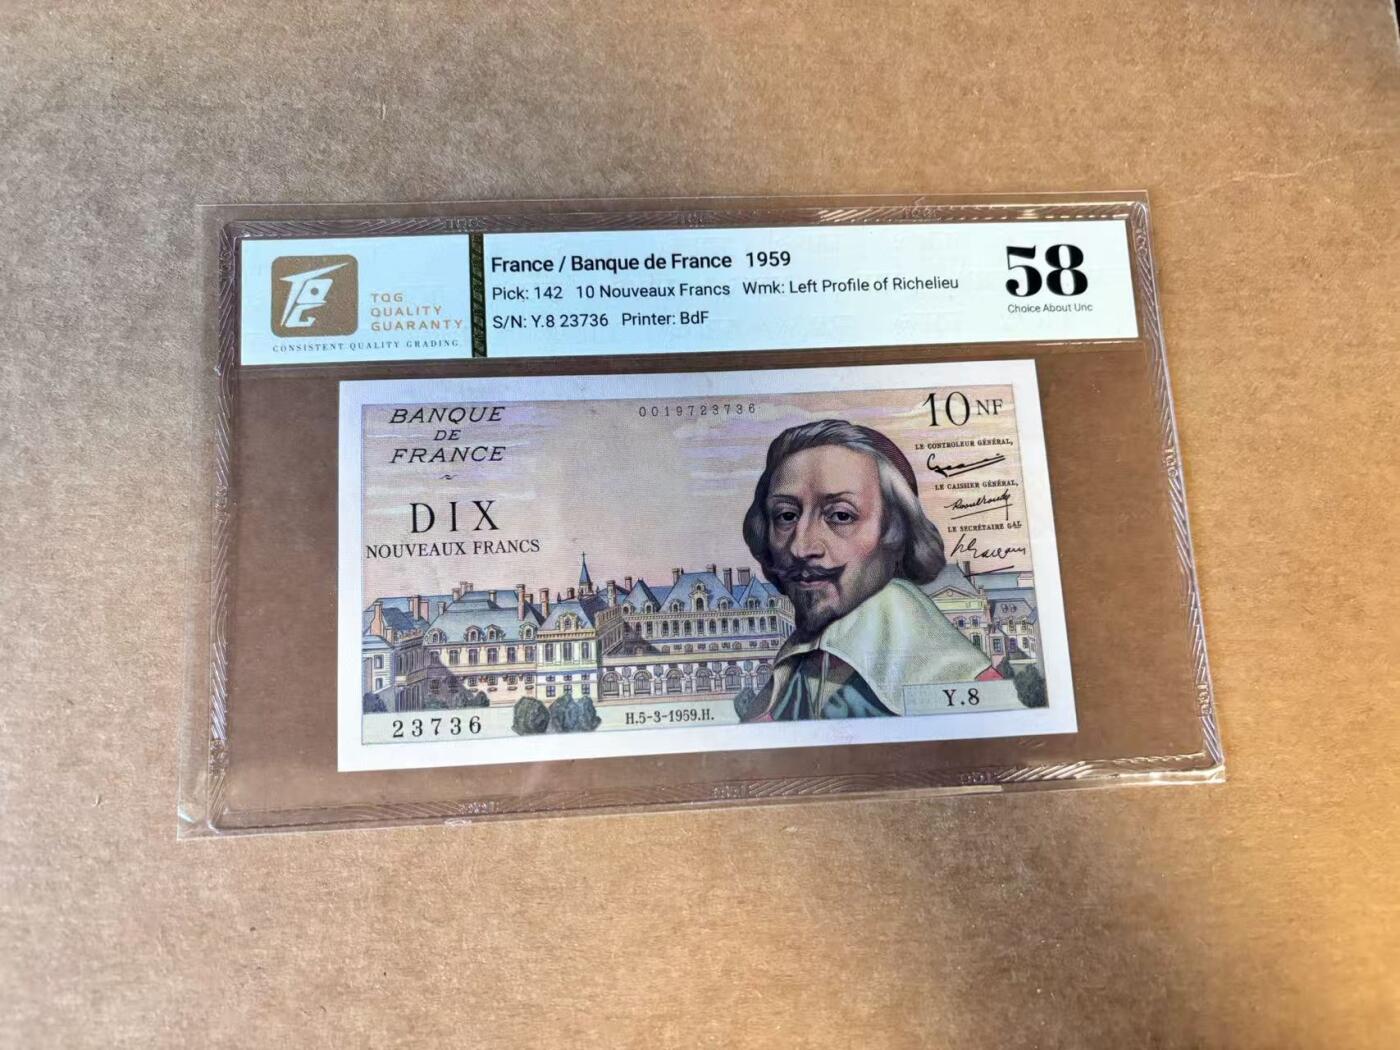 TQG
QUALITY
GUARANTY
CONSISTENT QUALITY GRADING
France / Banque de France 1959
Pick: 142 10 Nouveaux Francs Wmk: Left Profile of Richelieu
S/N: Y.8 23736 Printer: BdF
58
Choice About Unc
BANQUE
DE
FRANCE
0019723736
10 NF
LE CONTROLEUR GÉNÉRAL,
LE CAISSIER GÉNÉRAL,
LE SECRÉTAIRE GAL
DIX
NOUVEAUX FRANCS
23736
H.5-3-1959.H.
Y.8